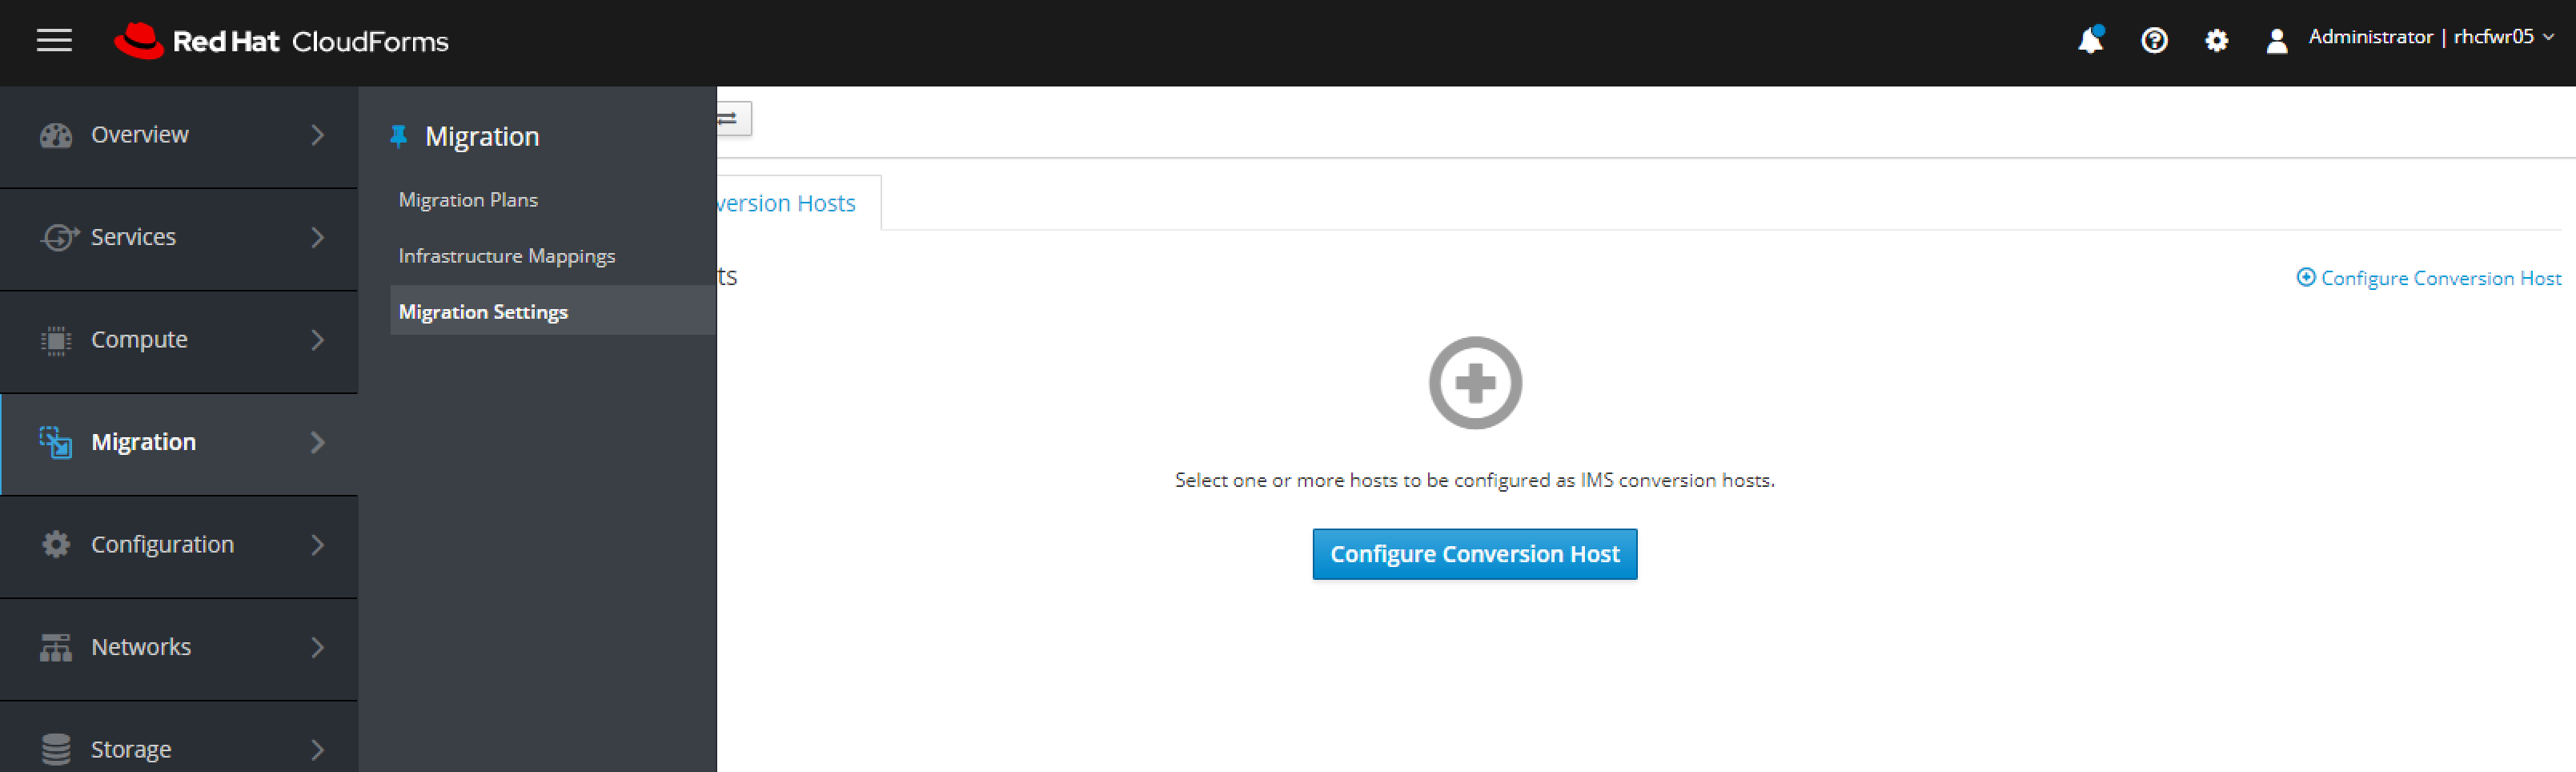 Red Hat CloudForms
Administrator | rhcfwr05
Overview
Services
Compute
Migration
Configuration
Networks
Storage
Migration
Migration Plans
Infrastructure Mappings
Migration Settings
version Hosts
ts
Configure Conversion Host
Select one or more hosts to be configured as IMS conversion hosts.
Configure Conversion Host